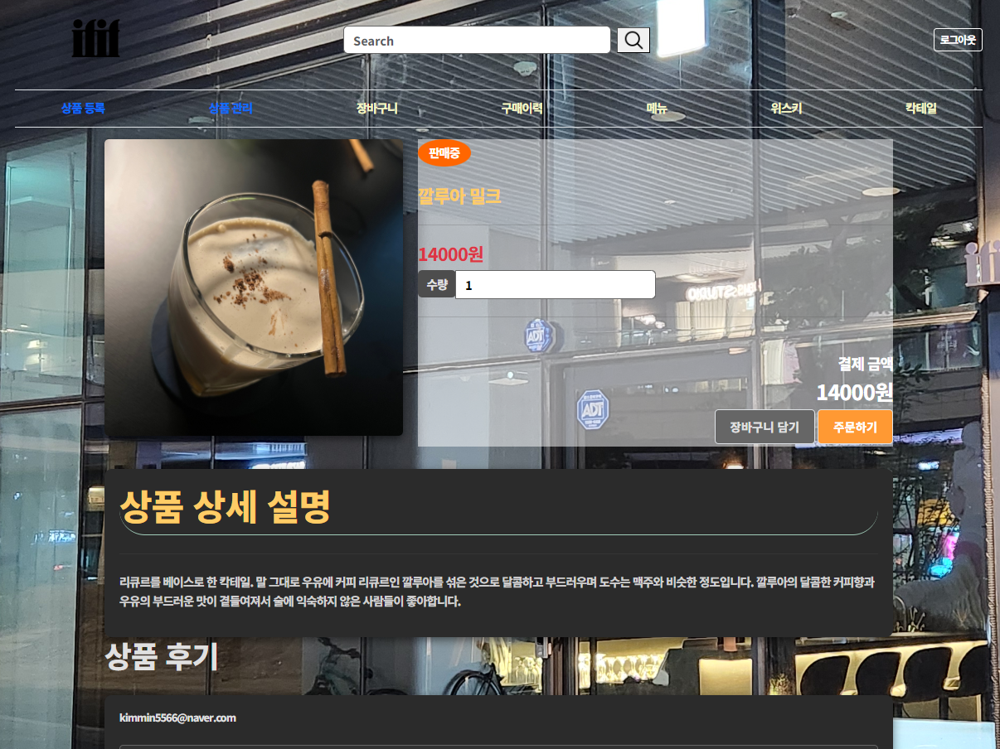 ifif
Search
로그아웃
상품 등록 상품 관리 장바구니 구매이력 메뉴 위스키 칵테일
판매중
깔루아 밀크
14000원
수량 1
STUDIO
ADT
ADT
결제 금액
14000원
장바구니 담기 주문하기
상품 상세 설명
리큐르를 베이스로 한 칵테일. 말 그대로 우유에 커피 리큐르인 깔루아를 섞은 것으로 달콤하고 부드러우며 도수는 맥주와 비슷한 정도입니다. 깔루아의 달콤한 커피향과
우유의 부드러운 맛이 곁들여져서 술에 익숙하지 않은 사람들이 좋아합니다.
상품 후기
kimmin5566@naver.com